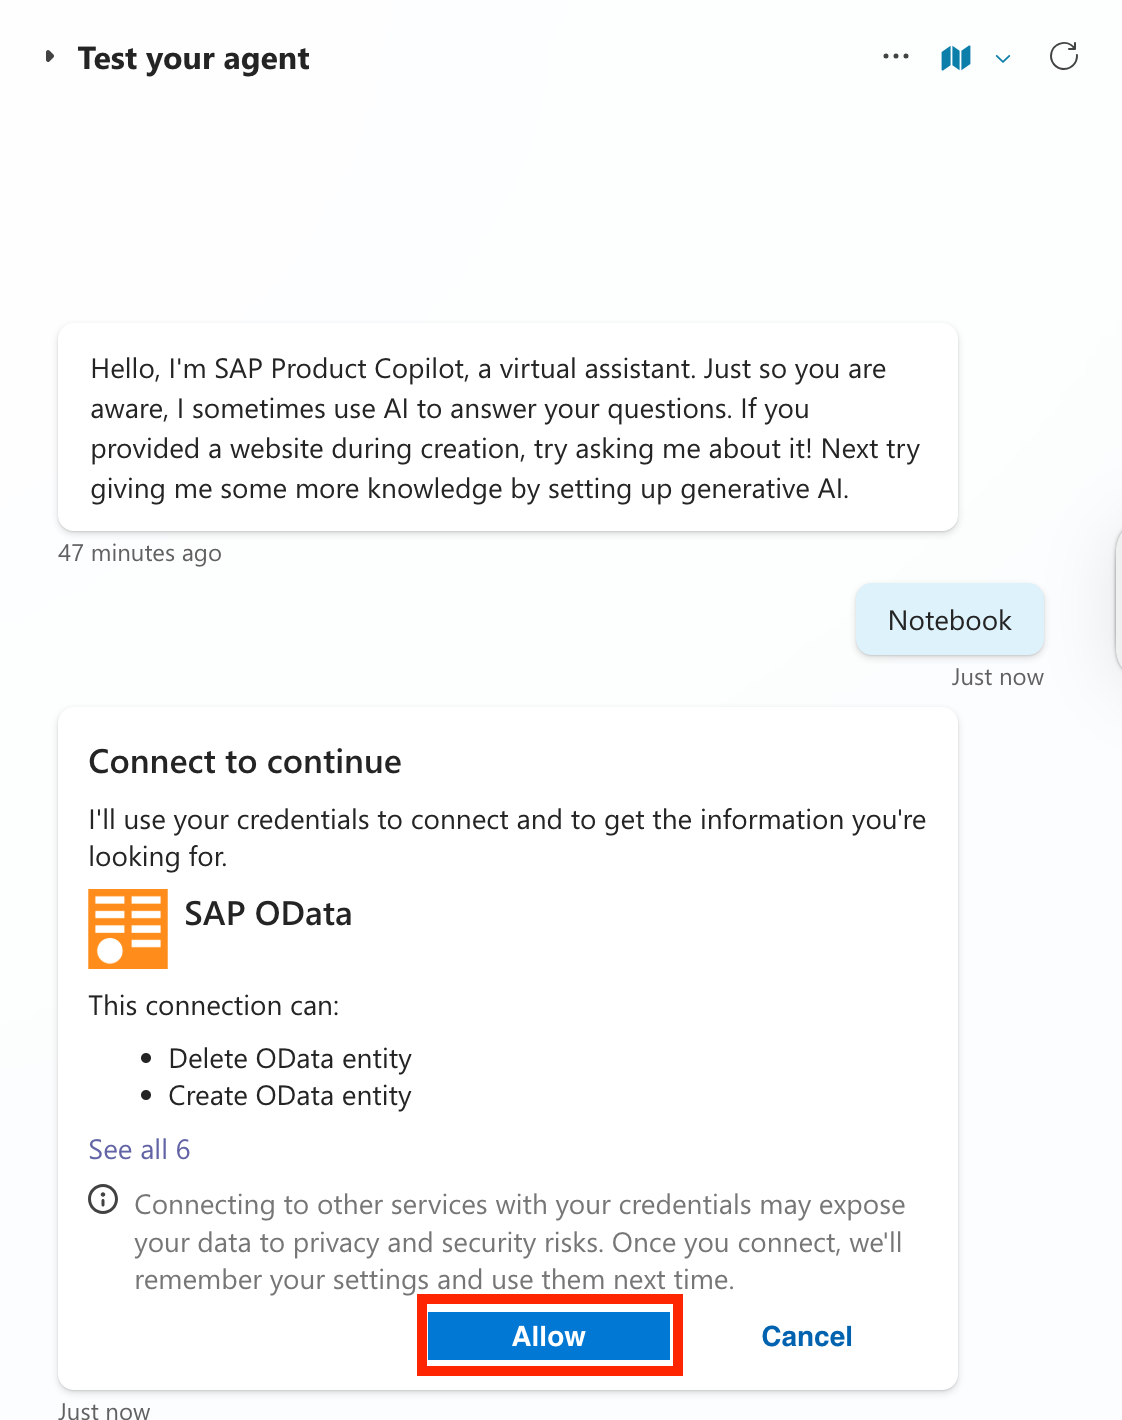 Test your agent
Hello, I'm SAP Product Copilot, a virtual assistant. Just so you are
aware, I sometimes use AI to answer your questions. If you
provided a website during creation, try asking me about it! Next try
giving me some more knowledge by setting up generative AI.
47 minutes ago
Notebook
Just now
Connect to continue
I'll use your credentials to connect and to get the information you're
looking for.
SAP OData
This connection can:
• Delete OData entity
• Create OData entity
See all 6
Connecting to other services with your credentials may expose
your data to privacy and security risks. Once you connect, we'll
remember your settings and use them next time.
Allow
Cancel
Just now